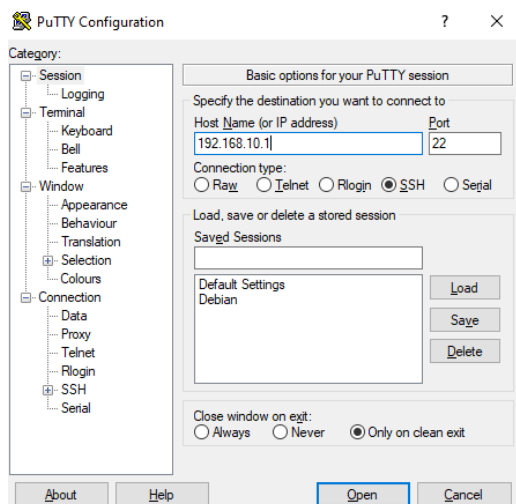 PuTTY Configuration
?
Category:
Session
Logging
Terminal
Keyboard
Bell
Features
Window
Appearance
Behaviour
Translation
Selection
Colours
Connection
Data
Proxy
Telnet
Rlogin
SSH
Serial
Basic options for your PuTTY session
Specify the destination you want to connect to
Host Name (or IP address) Port
192.168.10.1 22
Connection type:
Raw Telnet Rlogin SSH Serial
Load, save or delete a stored session
Saved Sessions
Default Settings
Debian
Load
Save
Delete
Close window on exit:
Always Never Only on clean exit
About Help Open Cancel